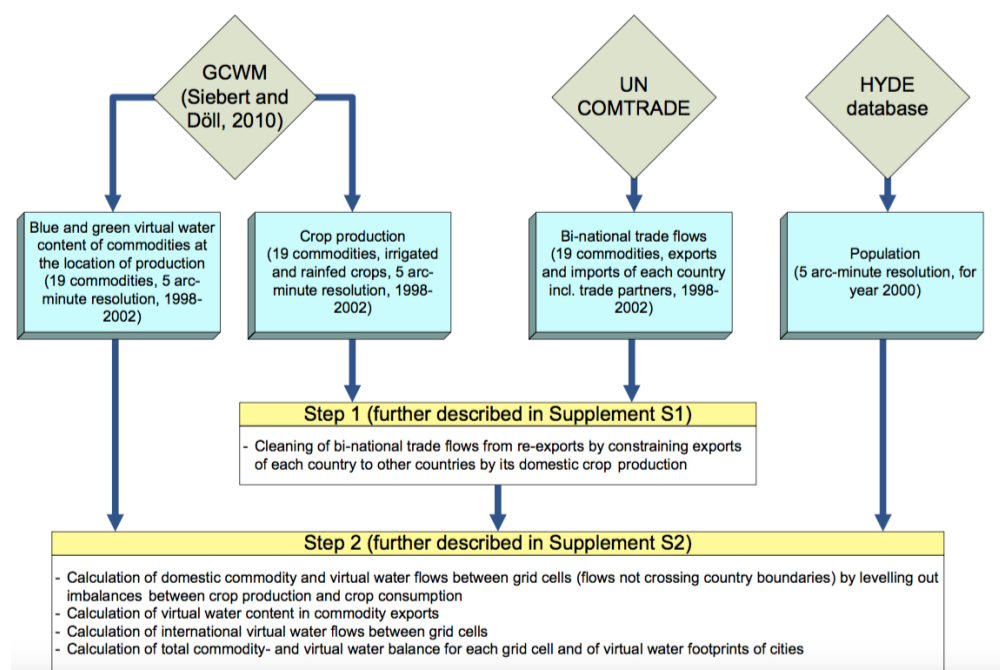 GCWM
(Siebert and
Döll, 2010)
UN
COMTRADE
HYDE
database
Blue and green virtual water
content of commodities at
the location of production
(19 commodities, 5 arc-
minute resolution, 1998-
2002)
Crop production
(19 commodities, irrigated
and rainfed crops, 5 arc-
minute resolution, 1998-
2002)
Bi-national trade flows
(19 commodities, exports
and imports of each country
incl. trade partners, 1998-
2002)
Population
(5 arc-minute resolution, for
year 2000)
Step 1 (further described in Supplement S1)
- Cleaning of bi-national trade flows from re-exports by constraining exports
of each country to other countries by its domestic crop production
Step 2 (further described in Supplement S2)
- Calculation of domestic commodity and virtual water flows between grid cells (flows not crossing country boundaries) by levelling out
imbalances between crop production and crop consumption
- Calculation of virtual water content in commodity exports
- Calculation of international virtual water flows between grid cells
- Calculation of total commodity- and virtual water balance for each grid cell and of virtual water footprints of cities